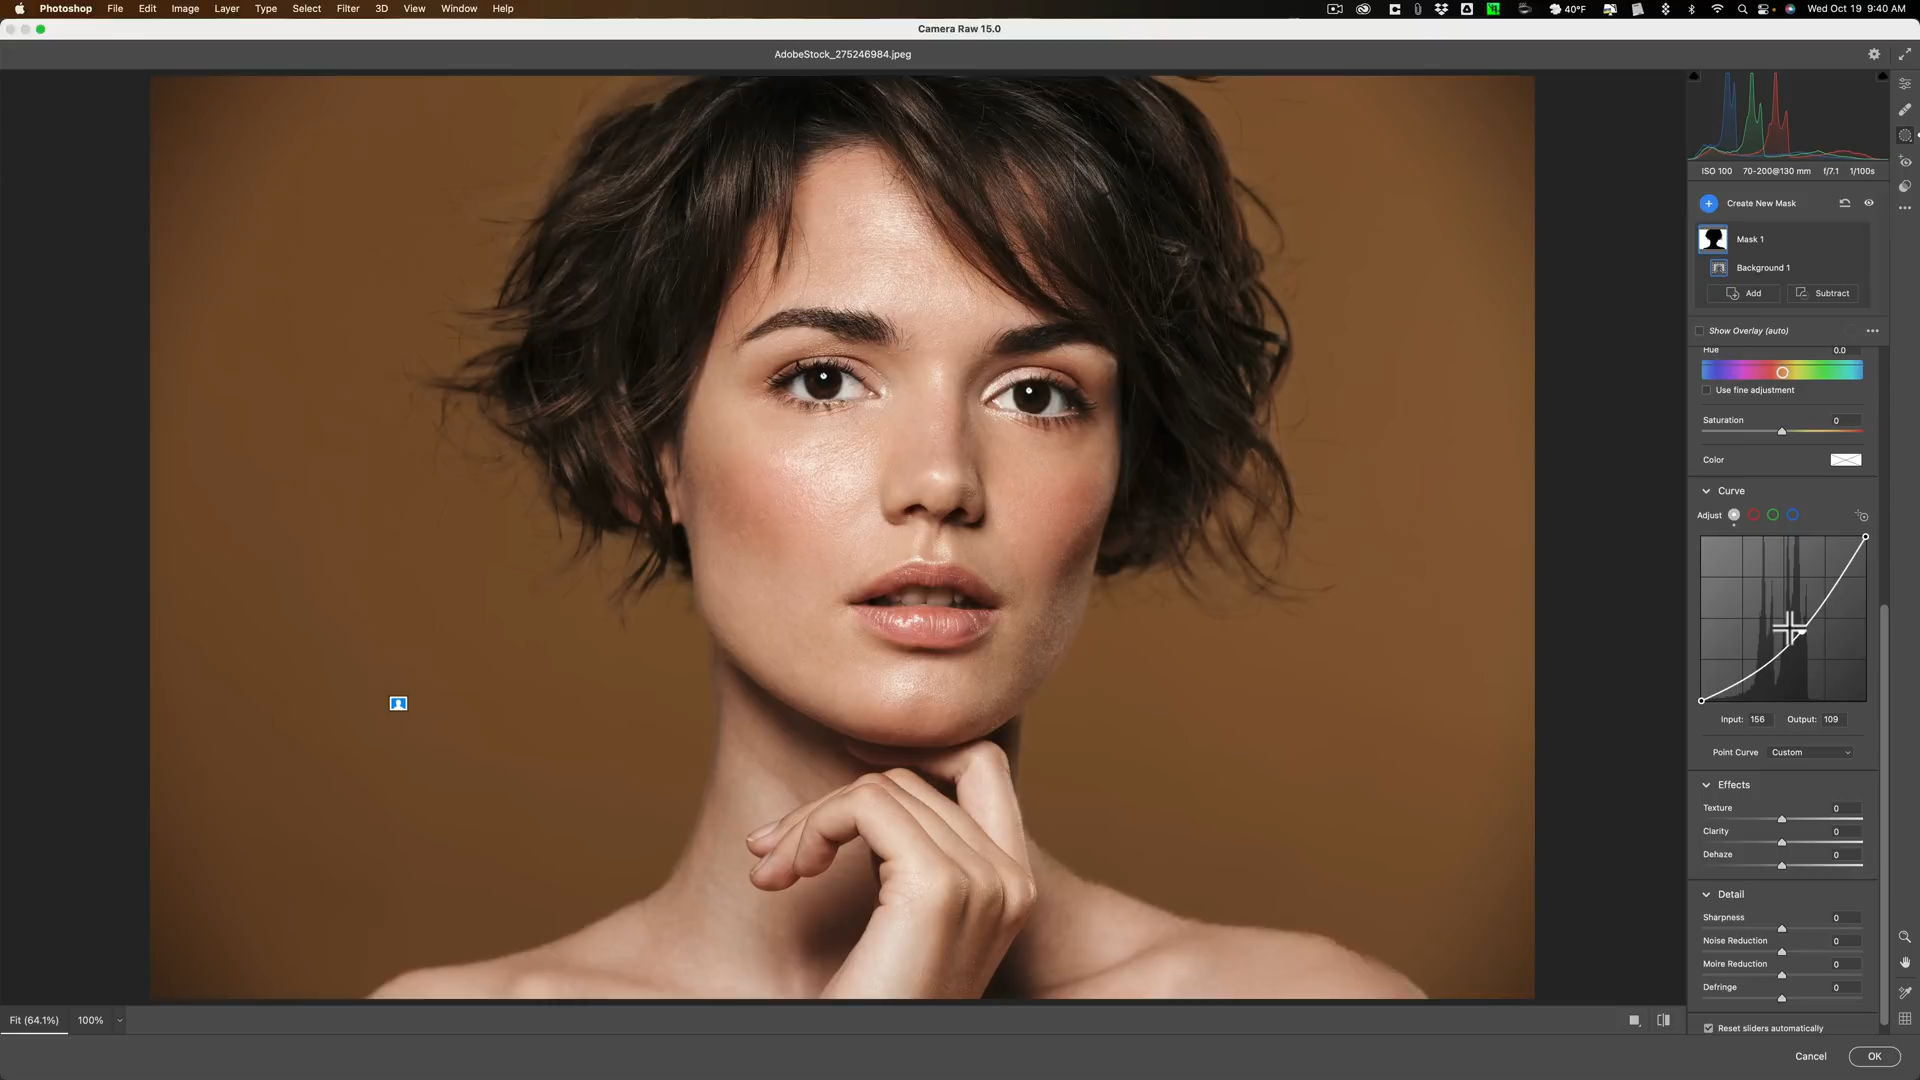 Photoshop File Edit Image Layer Type Select Filter 3D View Window Help 40°F Wed Oct 19 9:40 AM
Camera Raw 15.0
AdobeStock_275246984.jpeg
ISO 100 70-200@130 mm f/7.1 1/100s
Create New Mask
Mask 1
Background 1
Add Subtract
Show Overlay (auto)
Hue 0.0
Use fine adjustment
Saturation 0
Color
Curve
Adjust
Input: 156 Output: 109
Point Curve Custom
Effects
Texture 0
Clarity 0
Dehaze 0
Detail
Sharpness 0
Noise Reduction 0
Moire Reduction 0
Defringe 0
Fit (64.1%) 100%
Reset sliders automatically
Cancel OK